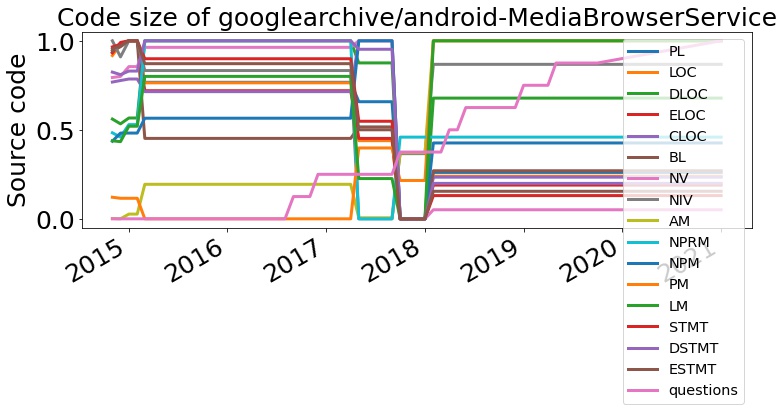 Code size of googlearchive/android-MediaBrowserService
Source code
1.0
0.5
0.0
2015
2016
2017
2018
2019
2020
2021
PL
LOC
DLOC
ELOC
CLOC
BL
NV
NIV
AM
NPRM
NPM
PM
LM
STMT
DSTMT
ESTMT
questions